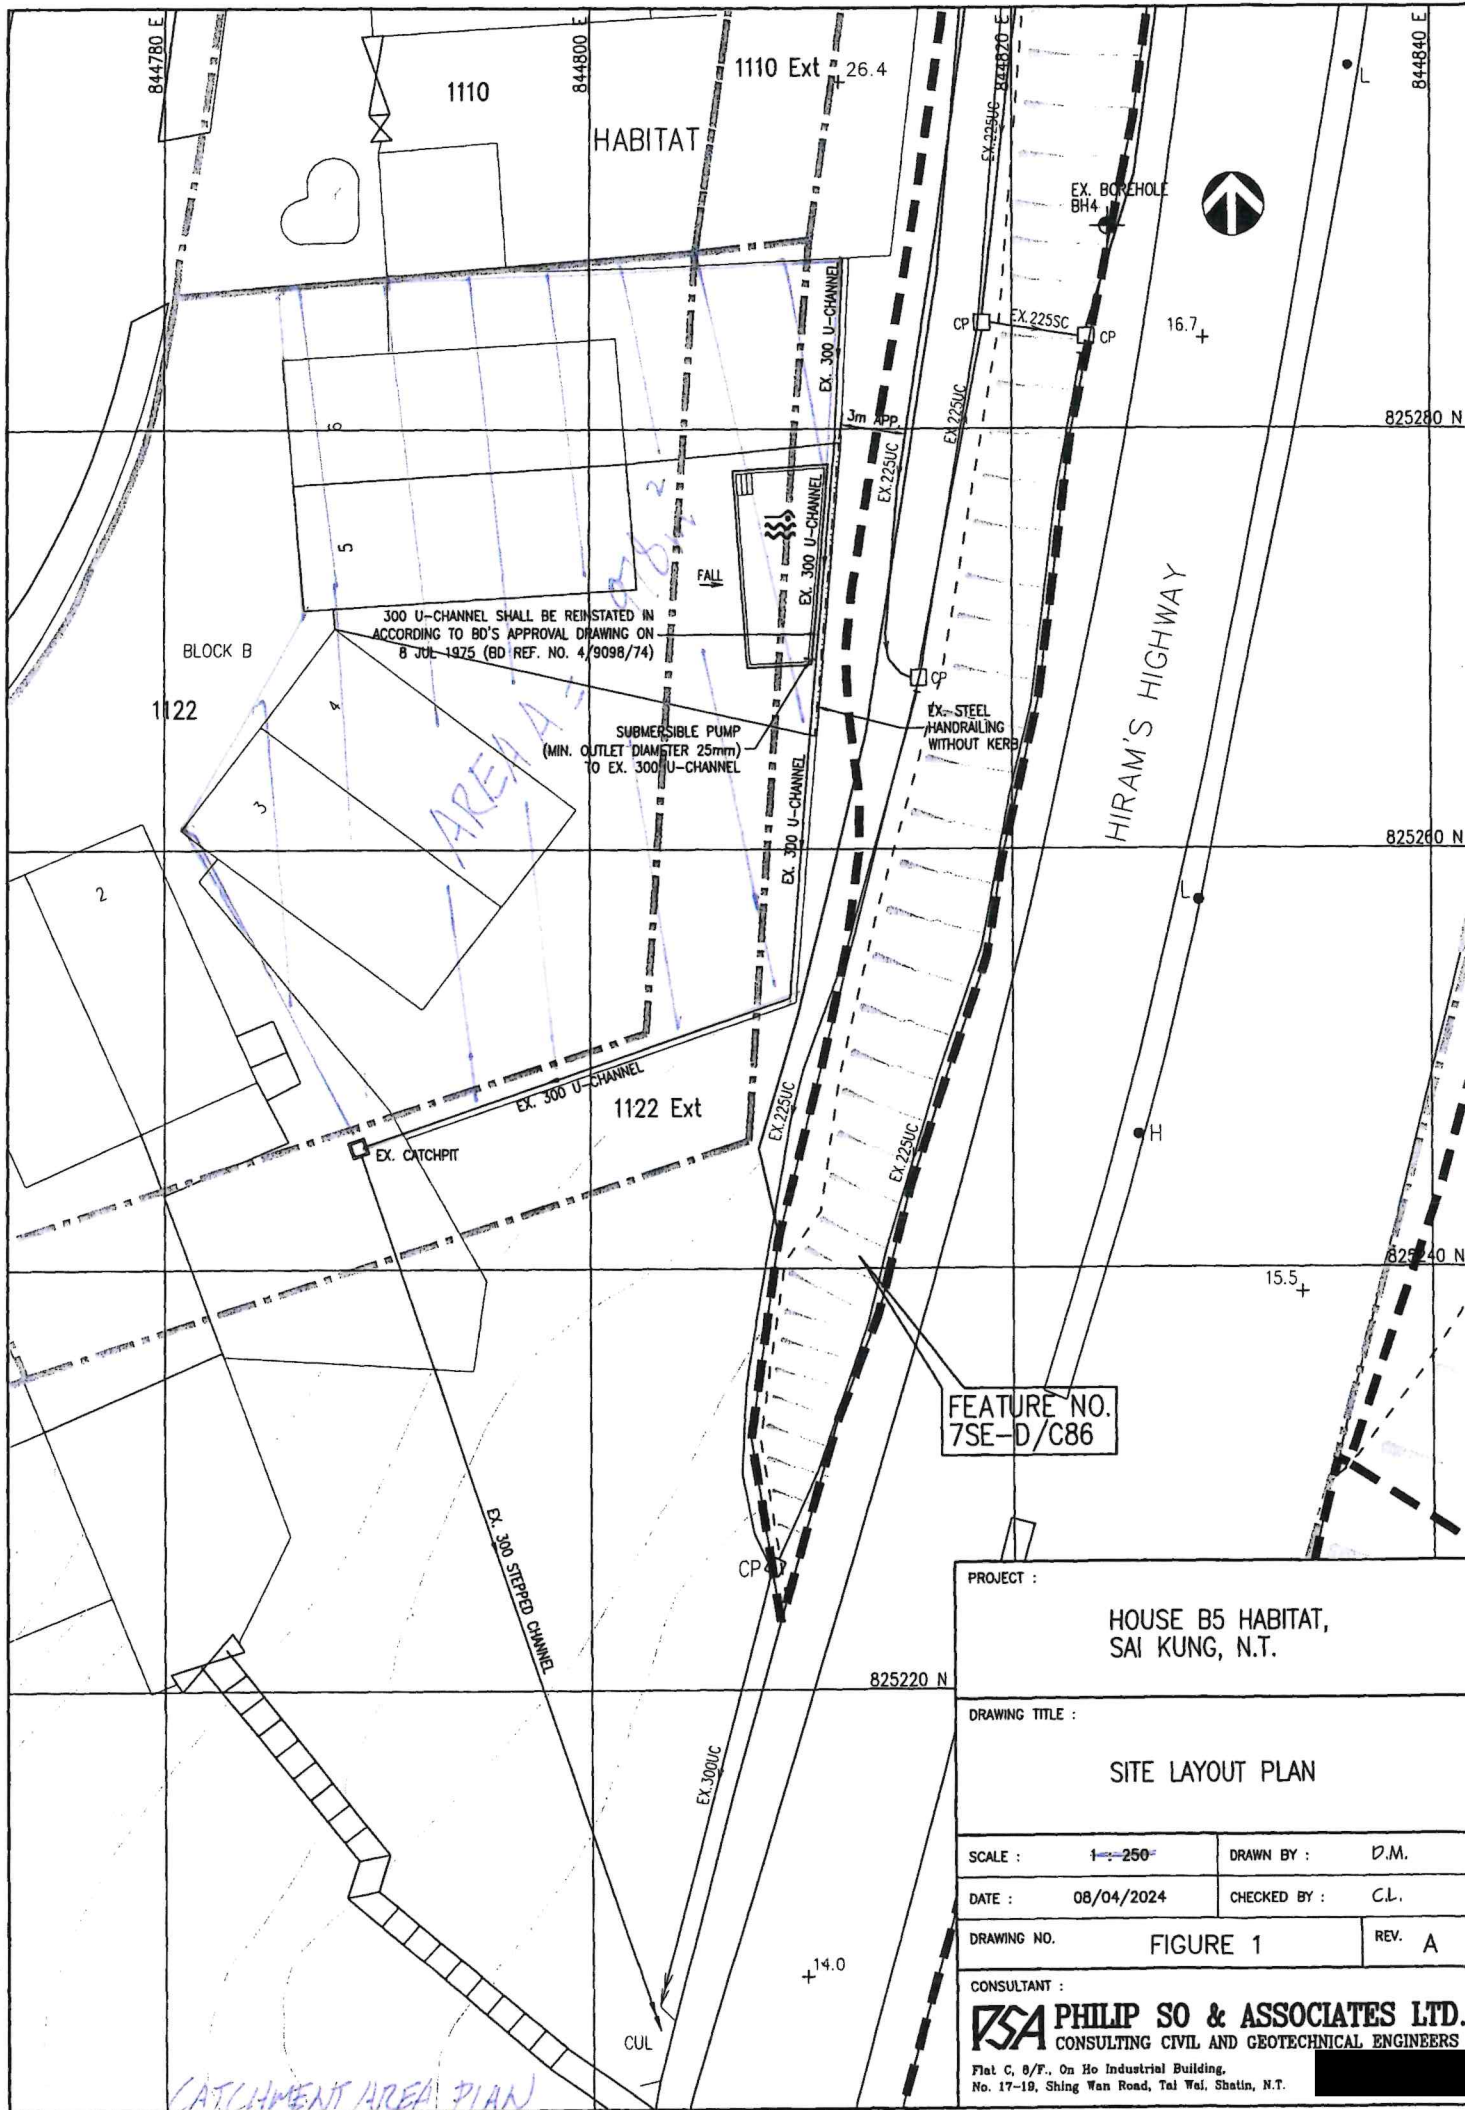 844780 E
844800 E
844820 E
844840 E
1110
1110 Ext
26.4
HABITAT
L
EX.225UC
EX. BOREHOLE
BH4
EX. 300 U-CHANNEL
CP
EX.225SC
CP
16.7
825280 N
3m APP.
EX.225UC
EX.225UC
6
5
978m²
FALL
EX. 300 U-CHANNEL
300 U-CHANNEL SHALL BE REINSTATED IN
ACCORDING TO BD'S APPROVAL DRAWING ON
8 JUL 1975 (BD REF. NO. 4/9098/74)
BLOCK B
1122
4
3
2
AREA A =
CP
SUBMERSIBLE PUMP
(MIN. OUTLET DIAMETER 25mm)
TO EX. 300 U-CHANNEL
EX. STEEL
HANDRAILING
WITHOUT KERB
HIRAM'S HIGHWAY
EX. 300 U-CHANNEL
825260 N
L
EX. 300 U-CHANNEL
1122 Ext
EX. CATCHPIT
EX.225UC
EX.225UC
H
825240 N
15.5
FEATURE NO.
7SE-D/C86
EX. 300 STEPPED CHANNEL
CP
825220 N
EX.300UC
14.0
CUL
CATCHMENT AREA PLAN
PROJECT :
HOUSE B5 HABITAT,
SAI KUNG, N.T.
DRAWING TITLE :
SITE LAYOUT PLAN
SCALE : 1 : 250 DRAWN BY : D.M.
DATE : 08/04/2024 CHECKED BY : C.L.
DRAWING NO. FIGURE 1 REV. A
CONSULTANT :
PSA PHILIP SO & ASSOCIATES LTD.
CONSULTING CIVIL AND GEOTECHNICAL ENGINEERS
Flat C, 8/F., On Ho Industrial Building,
No. 17-19, Shing Wan Road, Tai Wai, Shatin, N.T.